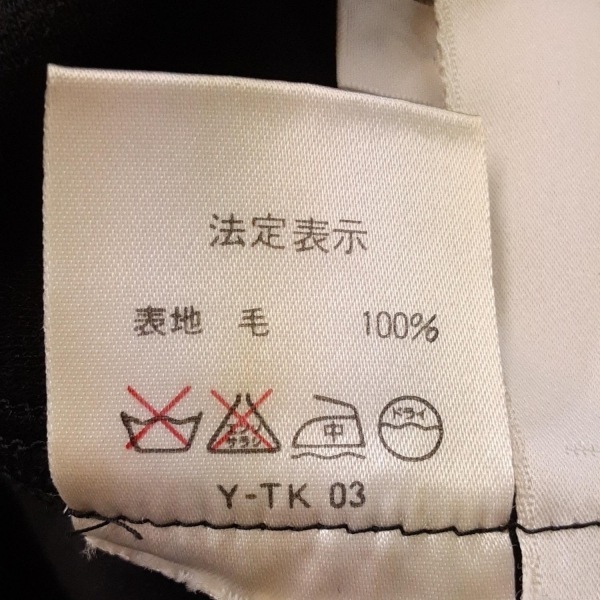 法定表示
表地 毛 100%
エンソ サラシ 中 ドライ
Y-TK 03